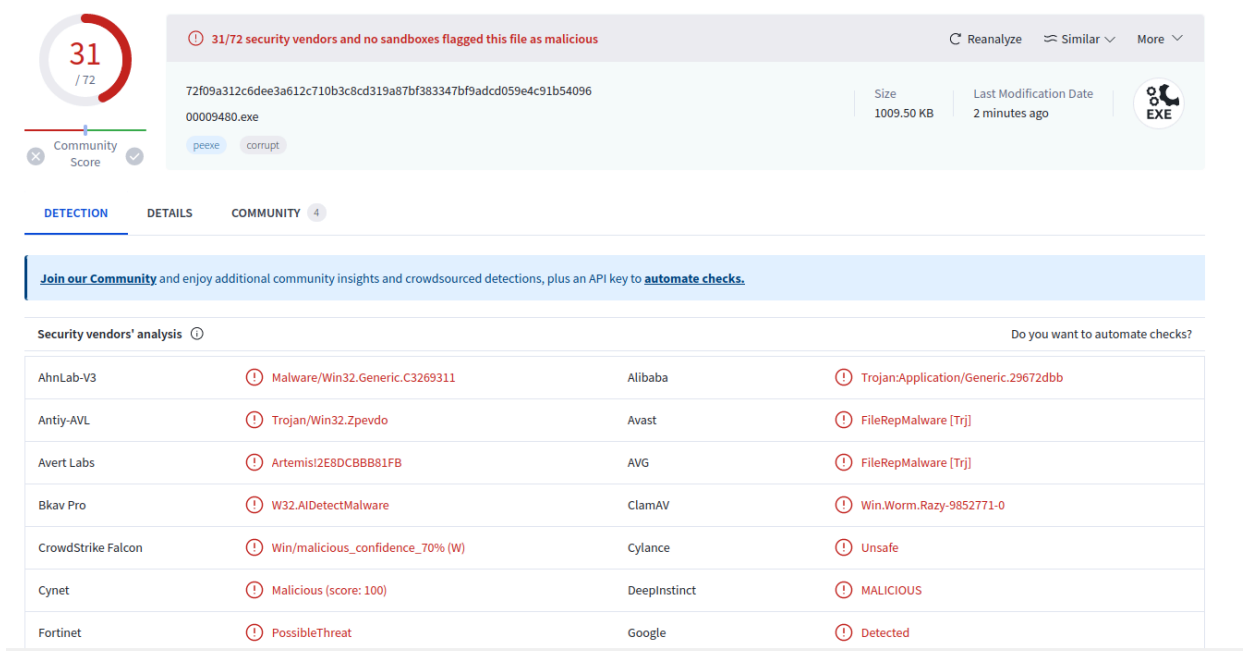 31
/ 72
Community
Score
31/72 security vendors and no sandboxes flagged this file as malicious
Reanalyze Similar More
72f09a312c6dee3a612c710b3c8cd319a87bf383347bf9adcd059e4c91b54096
00009480.exe
peexe corrupt
Size
1009.50 KB
Last Modification Date
2 minutes ago
EXE
DETECTION DETAILS COMMUNITY 4
Join our Community and enjoy additional community insights and crowdsourced detections, plus an API key to automate checks.
Security vendors' analysis Do you want to automate checks?
AhnLab-V3 Malware/Win32.Generic.C3269311 Alibaba Trojan:Application/Generic.29672dbb
Antiy-AVL Trojan/Win32.Zpevdo Avast FileRepMalware [Trj]
Avert Labs Artemis!2E8DCBBB81FB AVG FileRepMalware [Trj]
Bkav Pro W32.AIDetectMalware ClamAV Win.Worm.Razy-9852771-0
CrowdStrike Falcon Win/malicious_confidence_70% (W) Cylance Unsafe
Cynet Malicious (score: 100) DeepInstinct MALICIOUS
Fortinet PossibleThreat Google Detected